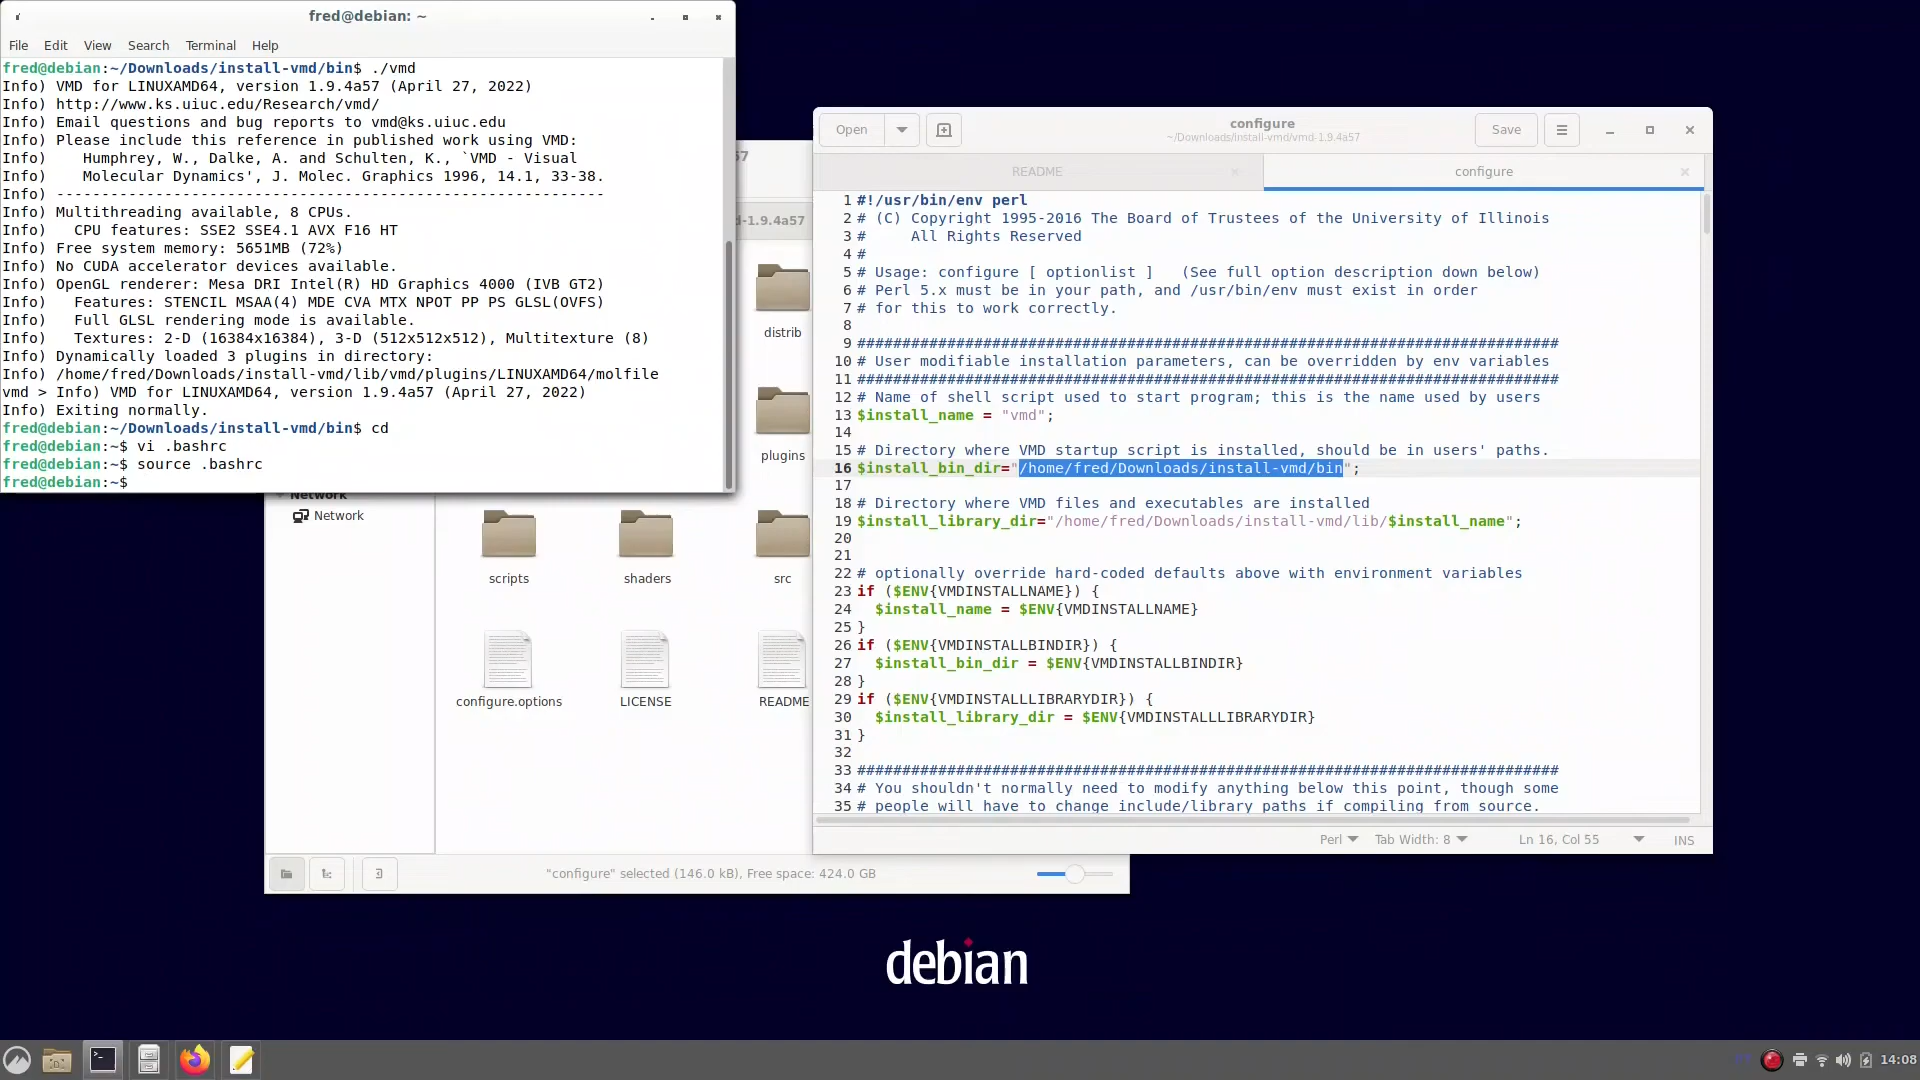 fred@debian: ~
File Edit View Search Terminal Help
fred@debian:~/Downloads/install-vmd/bin$ ./vmd
Info) VMD for LINUXAMD64, version 1.9.4a57 (April 27, 2022)
Info) http://www.ks.uiuc.edu/Research/vmd/
Info) Email questions and bug reports to vmd@ks.uiuc.edu
Info) Please include this reference in published work using VMD:
Info)    Humphrey, W., Dalke, A. and Schulten, K., `VMD - Visual
Info)    Molecular Dynamics', J. Molec. Graphics 1996, 14.1, 33-38.
Info) -------------------------------------------------------------
Info) Multithreading available, 8 CPUs.
Info)   CPU features: SSE2 SSE4.1 AVX F16 HT
Info) Free system memory: 5651MB (72%)
Info) No CUDA accelerator devices available.
Info) OpenGL renderer: Mesa DRI Intel(R) HD Graphics 4000 (IVB GT2)
Info)   Features: STENCIL MSAA(4) MDE CVA MTX NPOT PP PS GLSL(OVFS)
Info)   Full GLSL rendering mode is available.
Info)   Textures: 2-D (16384x16384), 3-D (512x512x512), Multitexture (8)
Info) Dynamically loaded 3 plugins in directory:
Info) /home/fred/Downloads/install-vmd/lib/vmd/plugins/LINUXAMD64/molfile
vmd > Info) VMD for LINUXAMD64, version 1.9.4a57 (April 27, 2022)
Info) Exiting normally.
fred@debian:~/Downloads/install-vmd/bin$ cd
fred@debian:~$ vi .bashrc
fred@debian:~$ source .bashrc
fred@debian:~$
57
d-1.9.4a57
distrib
plugins
Network
Network
scripts shaders src
configure.options LICENSE README
"configure" selected (146.0 kB), Free space: 424.0 GB
Open
configure
~/Downloads/install-vmd/vmd-1.9.4a57
Save
README
configure
1 #!/usr/bin/env perl
2 # (C) Copyright 1995-2016 The Board of Trustees of the University of Illinois
3 #     All Rights Reserved
4 #
5 # Usage: configure [ optionlist ]   (See full option description down below)
6 # Perl 5.x must be in your path, and /usr/bin/env must exist in order
7 # for this to work correctly.
8
9 ##############################################################################
10 # User modifiable installation parameters, can be overridden by env variables
11 ##############################################################################
12 # Name of shell script used to start program; this is the name used by users
13 $install_name = "vmd";
14
15 # Directory where VMD startup script is installed, should be in users' paths.
16 $install_bin_dir="/home/fred/Downloads/install-vmd/bin";
17
18 # Directory where VMD files and executables are installed
19 $install_library_dir="/home/fred/Downloads/install-vmd/lib/$install_name";
20
21
22 # optionally override hard-coded defaults above with environment variables
23 if ($ENV{VMDINSTALLNAME}) {
24   $install_name = $ENV{VMDINSTALLNAME}
25 }
26 if ($ENV{VMDINSTALLBINDIR}) {
27   $install_bin_dir = $ENV{VMDINSTALLBINDIR}
28 }
29 if ($ENV{VMDINSTALLLIBRARYDIR}) {
30   $install_library_dir = $ENV{VMDINSTALLLIBRARYDIR}
31 }
32
33 ##############################################################################
34 # You shouldn't normally need to modify anything below this point, though some
35 # people will have to change include/library paths if compiling from source.
Perl Tab Width: 8 Ln 16, Col 55 INS
debian
14:08